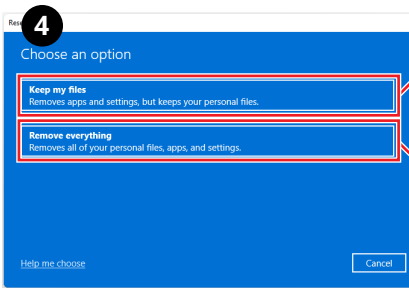 4
Choose an option
Keep my files
Removes apps and settings, but keeps your personal files.
Remove everything
Removes all of your personal files, apps, and settings.
Help me choose
Cancel